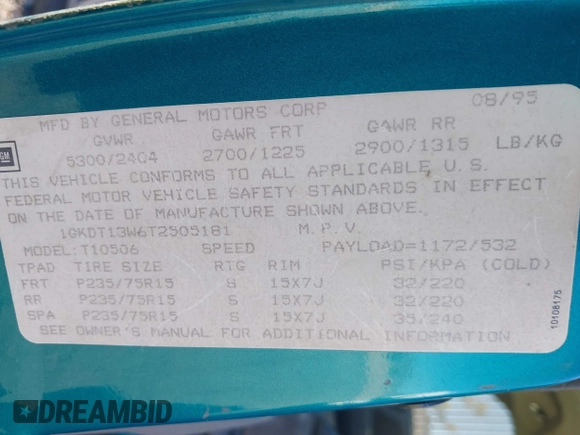 MFD BY GENERAL MOTORS CORP 08/95
GVWR GAWR FRT GAWR RR
5300/2404 2700/1225 2900/1315 LB/KG
GM
THIS VEHICLE CONFORMS TO ALL APPLICABLE U.S.
FEDERAL MOTOR VEHICLE SAFETY STANDARDS IN EFFECT
ON THE DATE OF MANUFACTURE SHOWN ABOVE.
1GKDT13W6T2505181 M.P.V.
MODEL: T10506 SPEED PAYLOAD=1172/532
TPAD TIRE SIZE RTG RIM PSI/KPA (COLD)
FRT P235/75R15 S 15X7J 32/220
RR P235/75R15 S 15X7J 32/220
SPA P235/75R15 S 15X7J 35/240
SEE OWNER'S MANUAL FOR ADDITIONAL INFORMATION
10108175
DREAMBID